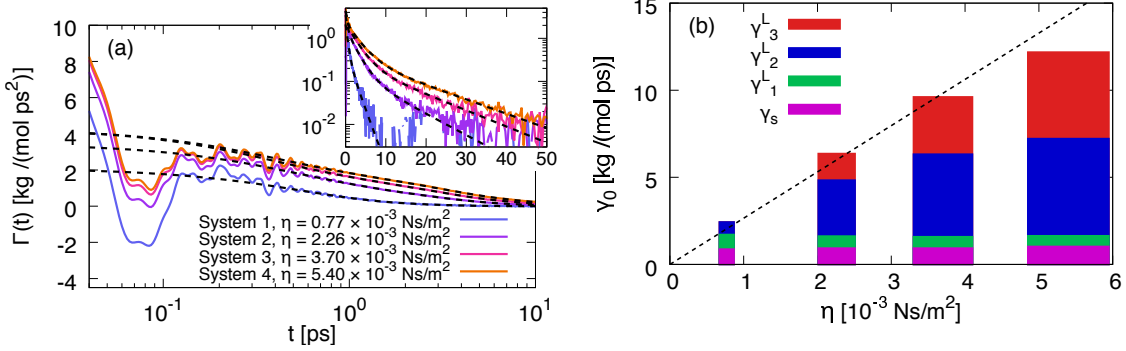 (a)
Γ(t) [kg /(mol ps²)]
10
8
6
4
2
0
-2
-4
10⁻¹
10⁰
10¹
t [ps]
10⁰
10⁻¹
10⁻²
0 10 20 30 40 50
System 1, η = 0.77 × 10⁻³ Ns/m²
System 2, η = 2.26 × 10⁻³ Ns/m²
System 3, η = 3.70 × 10⁻³ Ns/m²
System 4, η = 5.40 × 10⁻³ Ns/m²
(b)
γ₀ [kg /(mol ps)]
15
10
5
0
0 1 2 3 4 5 6
η [10⁻³ Ns/m²]
γᴸ₃
γᴸ₂
γᴸ₁
γₛ